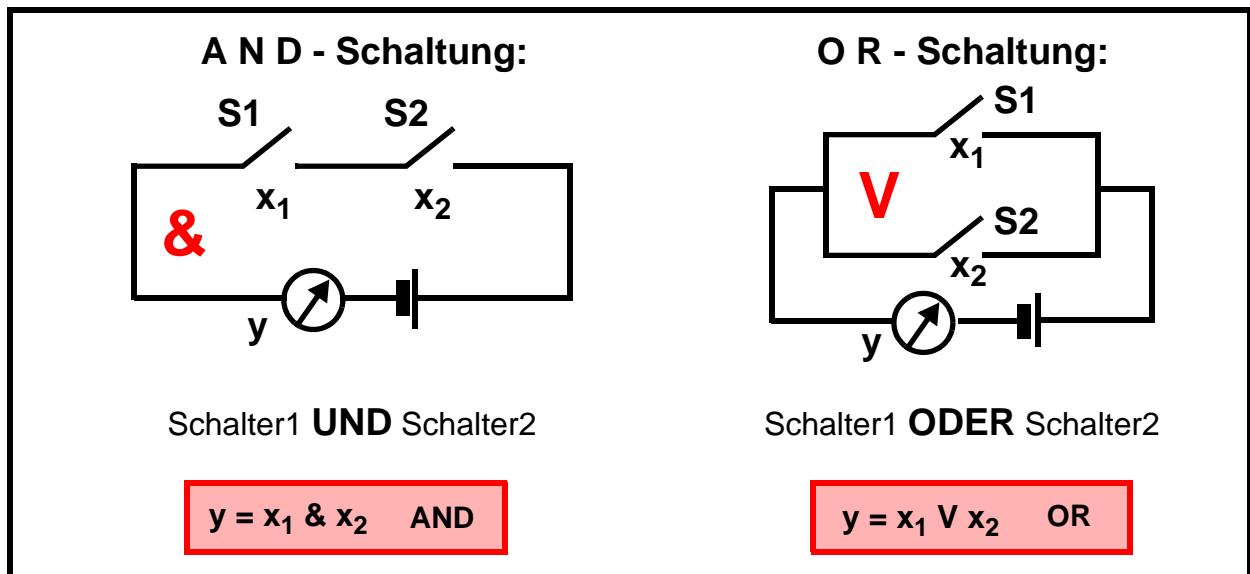 A N D - Schaltung:
S1 S2
x1 x2
&
y
Schalter1 UND Schalter2
y = x1 & x2 AND
O R - Schaltung:
S1
x1
V
S2
x2
y
Schalter1 ODER Schalter2
y = x1 V x2 OR